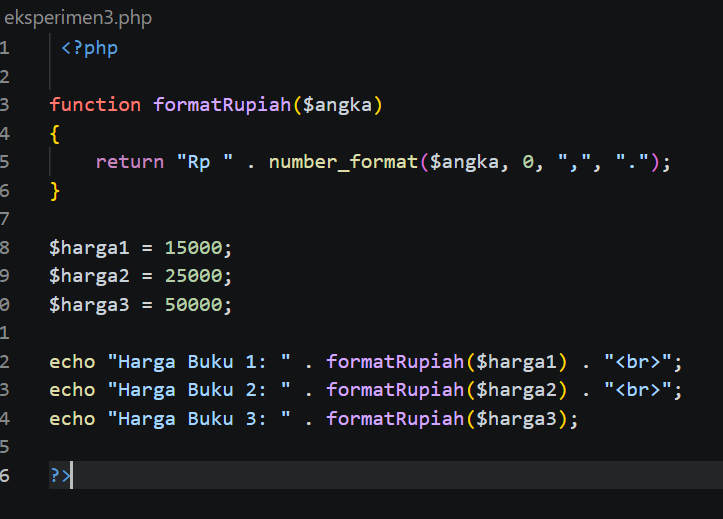 eksperimen3.php
1 <?php
2
3 function formatRupiah($angka)
4 {
5     return "Rp " . number_format($angka, 0, ",", ".");
6 }
7
8 $harga1 = 15000;
9 $harga2 = 25000;
0 $harga3 = 50000;
1
2 echo "Harga Buku 1: " . formatRupiah($harga1) . "<br>";
3 echo "Harga Buku 2: " . formatRupiah($harga2) . "<br>";
4 echo "Harga Buku 3: " . formatRupiah($harga3);
5
6 ?>